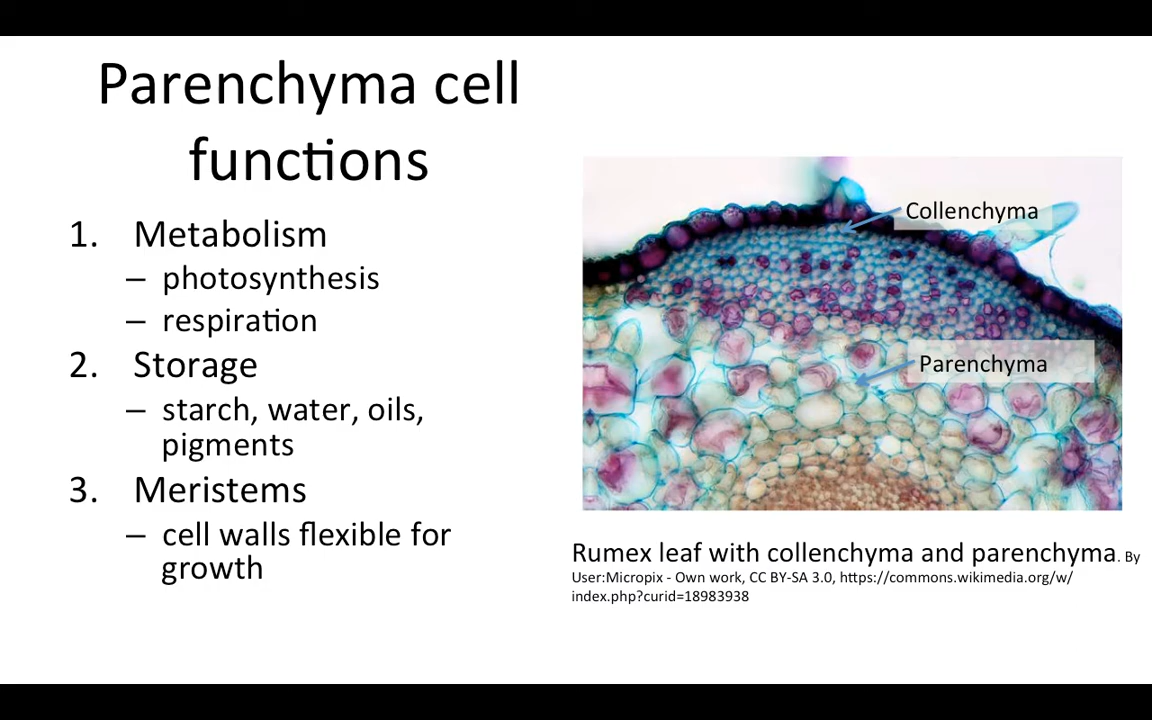 Parenchyma cell
functions
1. Metabolism
– photosynthesis
– respiration
2. Storage
– starch, water, oils,
pigments
3. Meristems
– cell walls flexible for
growth
Collenchyma
Parenchyma
Rumex leaf with collenchyma and parenchyma. By
User:Micropix - Own work, CC BY-SA 3.0, https://commons.wikimedia.org/w/
index.php?curid=18983938